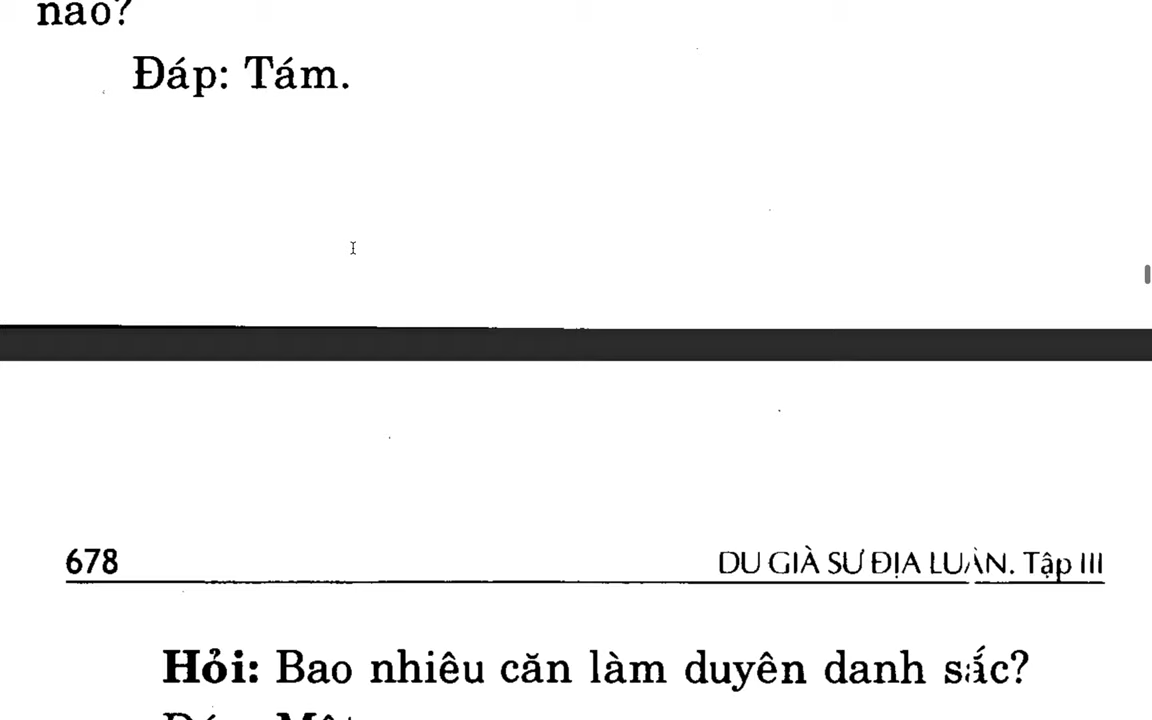 nào?
Đáp: Tám.
678 DU GIÀ SƯ ĐỊA LUẬN. Tập III
Hỏi: Bao nhiêu căn làm duyên danh sắc?